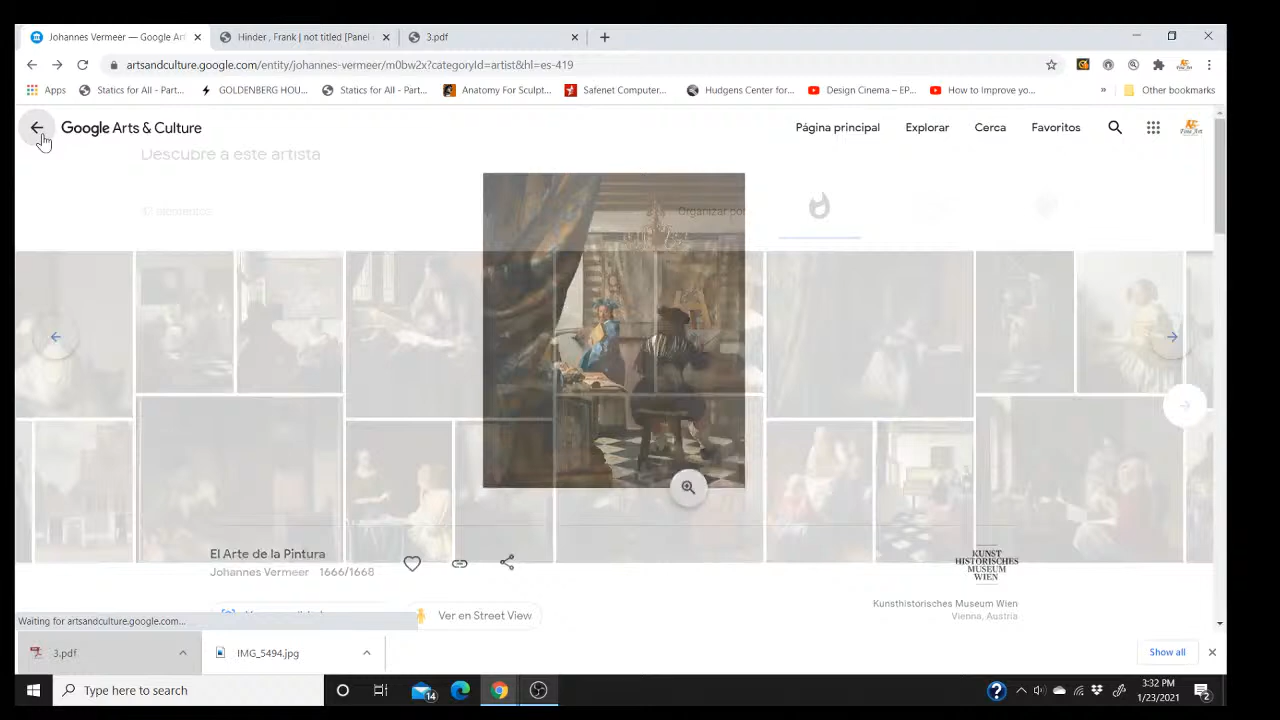 Johannes Vermeer — Google Art
Hinder , Frank | not titled [Panel
3.pdf
artsandculture.google.com/entity/johannes-vermeer/m0bw2x?categoryId=artist&hl=es-419
Apps
Statics for All - Part...
GOLDENBERG HOU...
Statics for All - Part...
Anatomy For Sculpt...
Safenet Computer...
Hudgens Center for...
Design Cinema – EP...
How to Improve yo...
»
Other bookmarks
Google Arts & Culture
Página principal
Explorar
Cerca
Favoritos
Descubre a este artista
elementos
Organizar por
El Arte de la Pintura
Johannes Vermeer 1666/1668
KUNST
HISTORISCHES
MUSEUM
WIEN
Ver en Street View
Kunsthistorisches Museum Wien
Vienna, Austria
Waiting for artsandculture.google.com...
3.pdf
IMG_5494.jpg
Show all
Type here to search
14
3:32 PM
1/23/2021
2